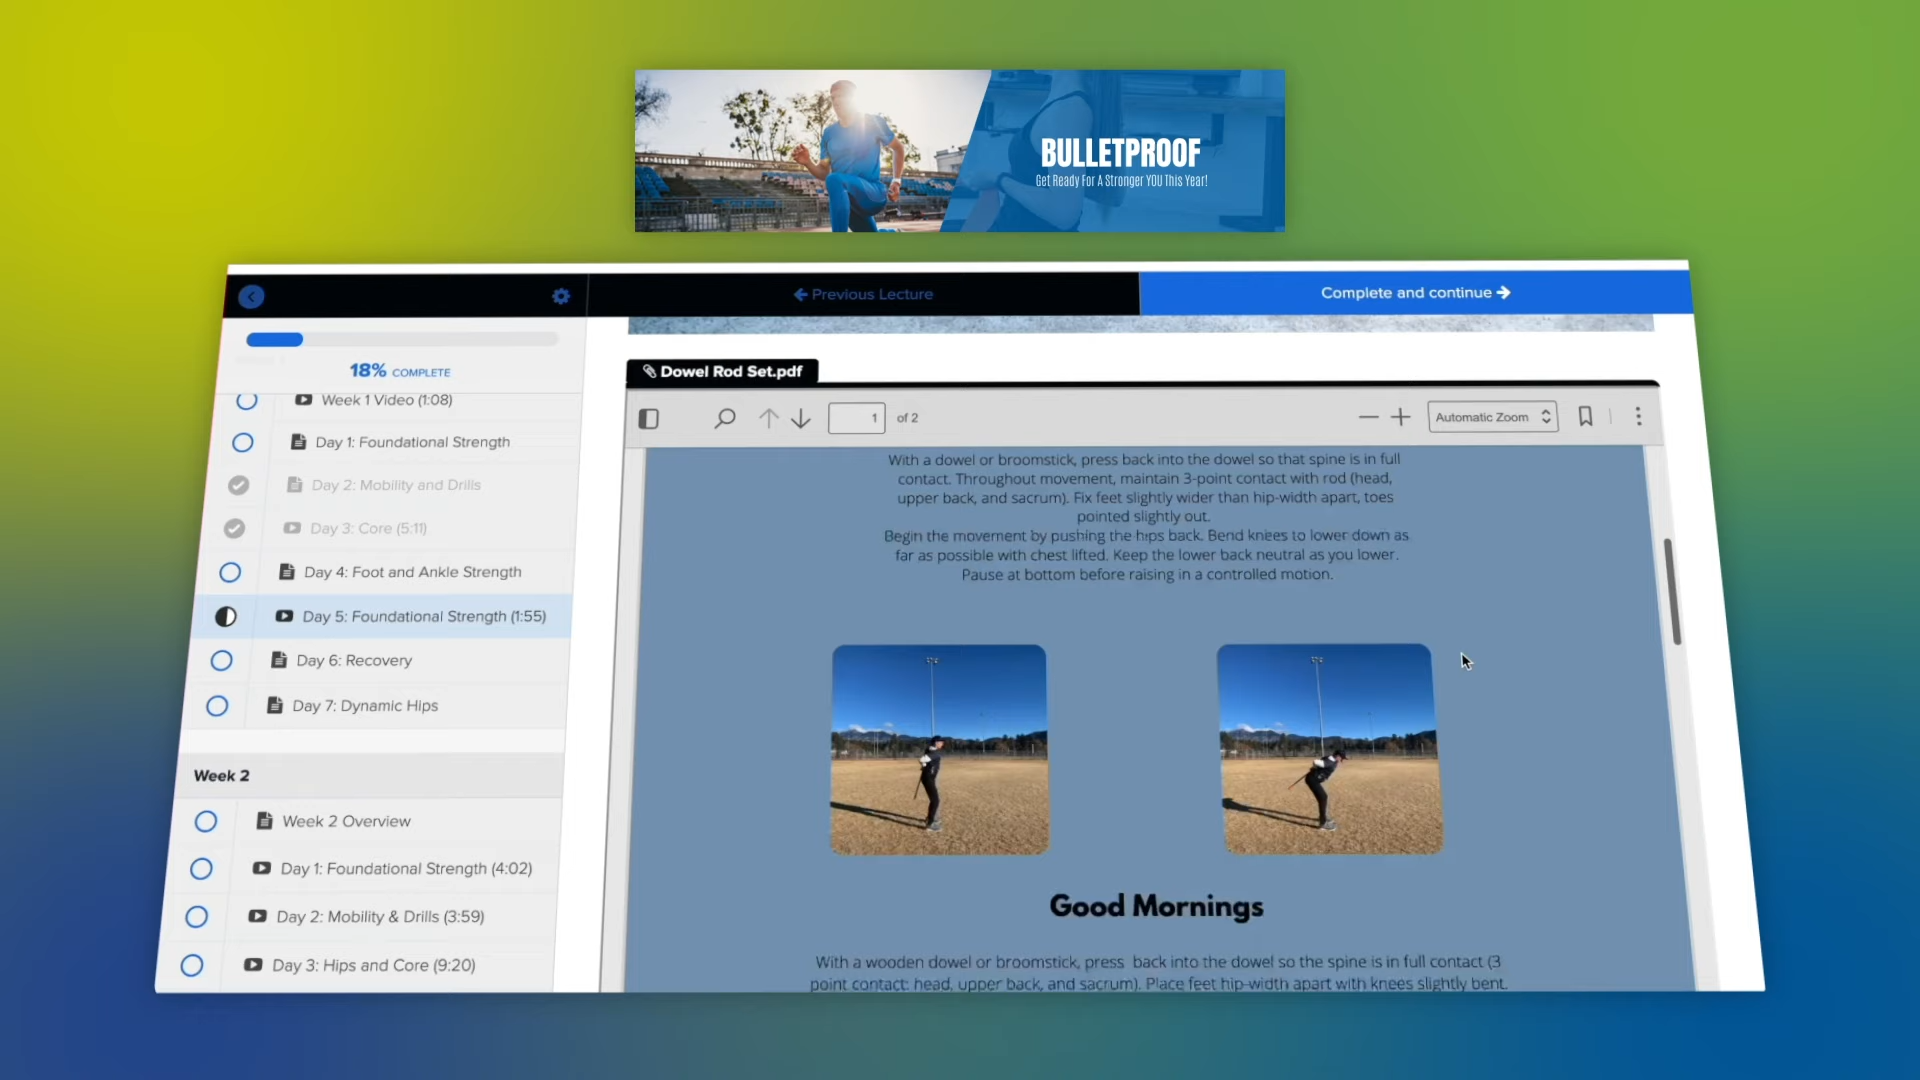 BULLETPROOF
Get Ready For A Stronger YOU This Year!
Previous Lecture
Complete and continue
18% COMPLETE
Week 1 Video (1:08)
Day 1: Foundational Strength
Day 2: Mobility and Drills
Day 3: Core (5:11)
Day 4: Foot and Ankle Strength
Day 5: Foundational Strength (1:55)
Day 6: Recovery
Day 7: Dynamic Hips
Week 2
Week 2 Overview
Day 1: Foundational Strength (4:02)
Day 2: Mobility & Drills (3:59)
Day 3: Hips and Core (9:20)
Dowel Rod Set.pdf
1 of 2
Automatic Zoom
With a dowel or broomstick, press back into the dowel so that spine is in full
contact. Throughout movement, maintain 3-point contact with rod (head,
upper back, and sacrum). Fix feet slightly wider than hip-width apart, toes
pointed slightly out.
Begin the movement by pushing the hips back. Bend knees to lower down as
far as possible with chest lifted. Keep the lower back neutral as you lower.
Pause at bottom before raising in a controlled motion.
Good Mornings
With a wooden dowel or broomstick, press back into the dowel so the spine is in full contact (3
point contact: head, upper back, and sacrum). Place feet hip-width apart with knees slightly bent.